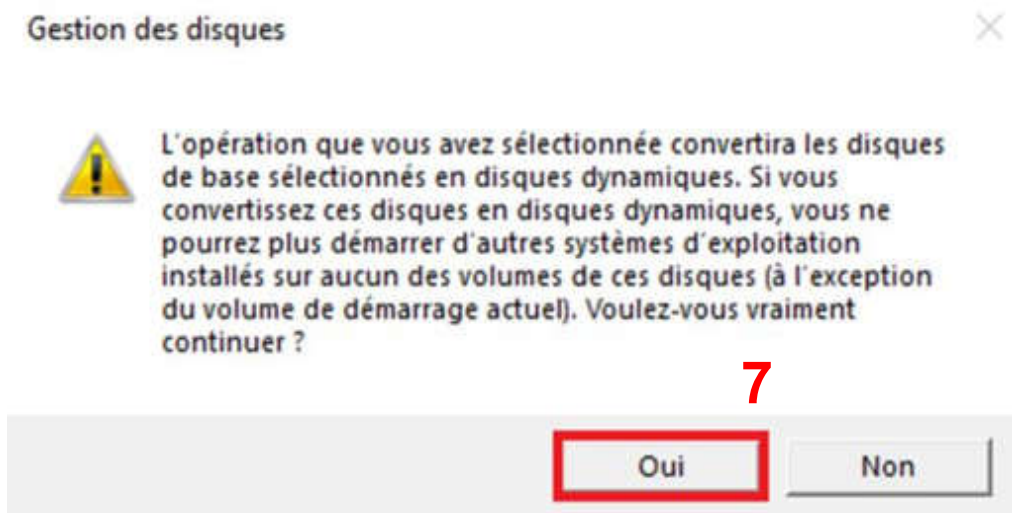 Gestion des disques
L'opération que vous avez sélectionnée convertira les disques
de base sélectionnés en disques dynamiques. Si vous
convertissez ces disques en disques dynamiques, vous ne
pourrez plus démarrer d'autres systèmes d'exploitation
installés sur aucun des volumes de ces disques (à l'exception
du volume de démarrage actuel). Voulez-vous vraiment
continuer ?
7
Oui Non